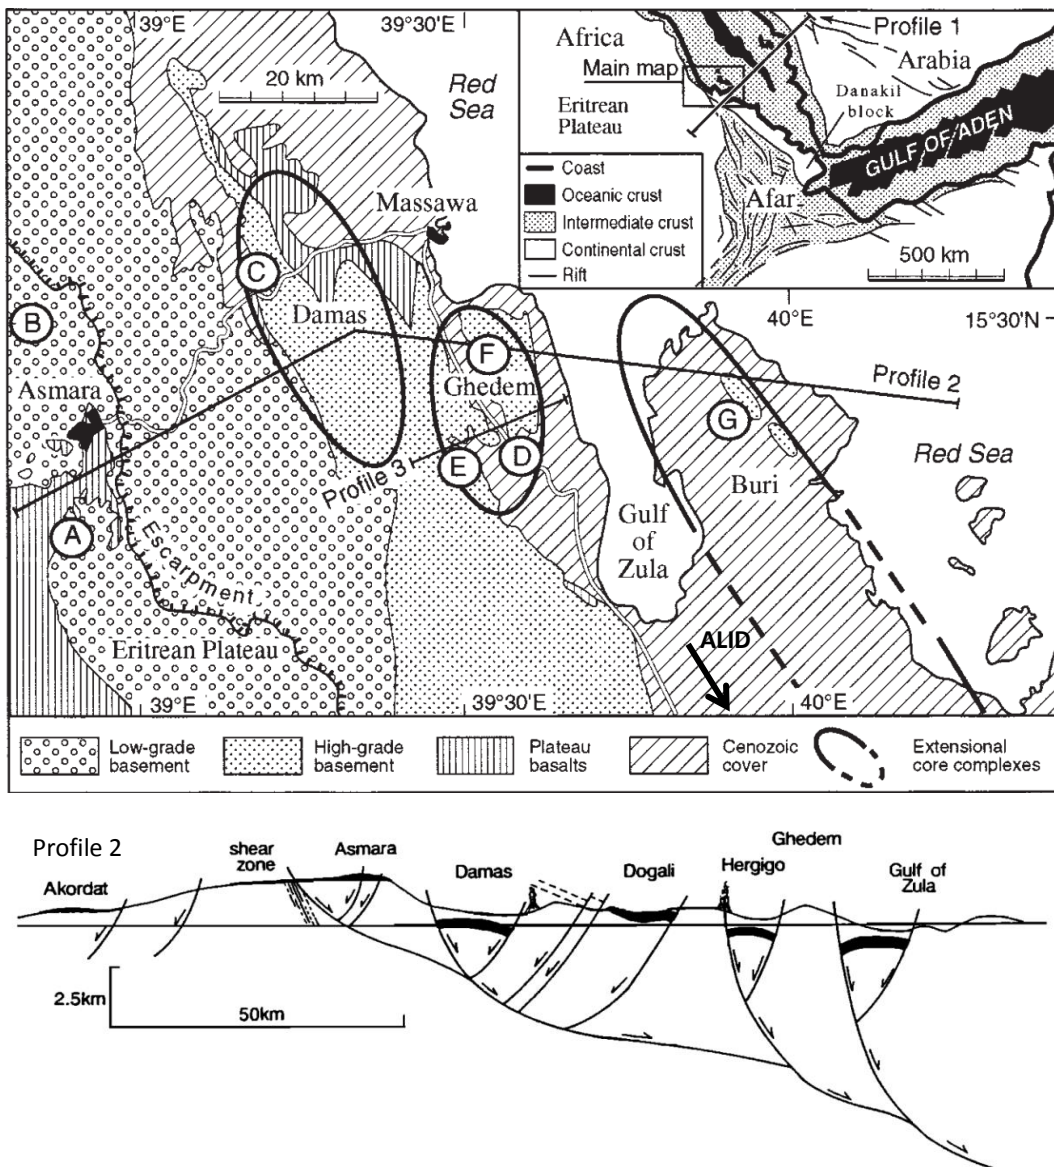 39°E
39°30'E
20 km
Red
Sea
Massawa
Damas
Asmara
Ghedem
A
B
C
D
E
F
G
Profile 3
Profile 2
Escarpment
Eritrean Plateau
Gulf
of
Zula
Buri
Red Sea
ALID
39°E
39°30'E
40°E
40°E
15°30'N
Africa
Main map
Eritrean
Plateau
Profile 1
Arabia
Danakil
block
GULF OF ADEN
Afar
500 km
Coast
Oceanic crust
Intermediate crust
Continental crust
Rift
Low-grade
basement
High-grade
basement
Plateau
basalts
Cenozoic
cover
Extensional
core complexes
Profile 2
Akordat
shear
zone
Asmara
Damas
Dogali
Hergigo
Ghedem
Gulf of
Zula
2.5km
50km